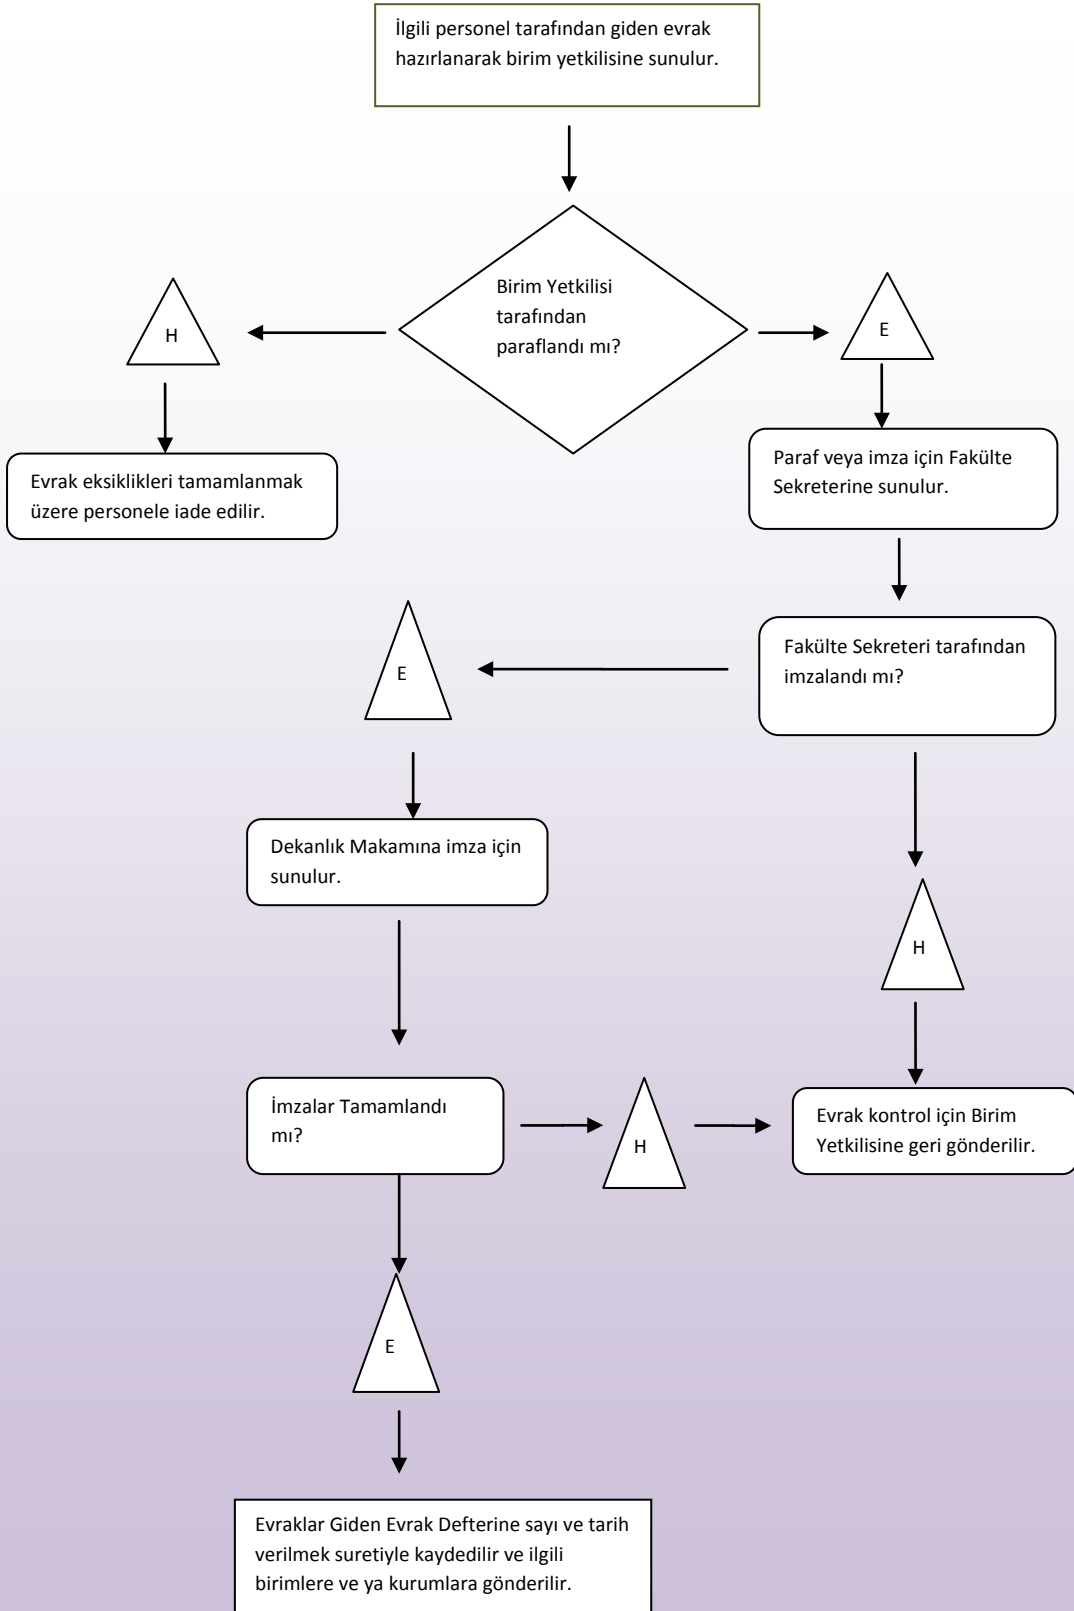 İlgili personel tarafından giden evrak
hazırlanarak birim yetkilisine sunulur.
Birim Yetkilisi
tarafından
paraflandı mı?
H
E
Evrak eksiklikleri tamamlanmak
üzere personele iade edilir.
Paraf veya imza için Fakülte
Sekreterine sunulur.
Fakülte Sekreteri tarafından
imzalandı mı?
E
Dekanlık Makamına imza için
sunulur.
H
İmzalar Tamamlandı
mı?
H
Evrak kontrol için Birim
Yetkilisine geri gönderilir.
E
Evraklar Giden Evrak Defterine sayı ve tarih
verilmek suretiyle kaydedilir ve ilgili
birimlere ve ya kurumlara gönderilir.